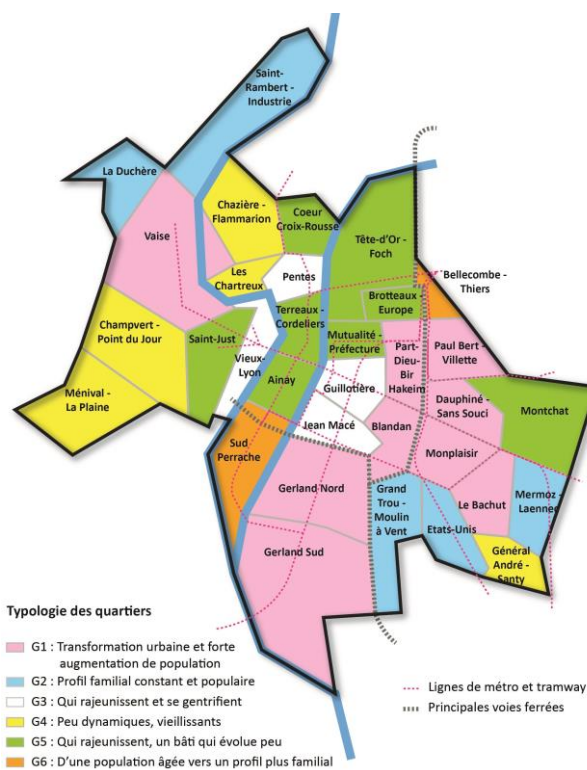 Saint-
Rambert -
Industrie
La Duchère
Vaise
Chazière -
Flammarion
Coeur
Croix-Rousse
Tête-d'Or -
Foch
Les
Chartreux
Pentes
Bellecombe -
Thiers
Brotteaux -
Europe
Terreaux -
Cordeliers
Champvert -
Point du Jour
Saint-Just
Mutualité -
Préfecture
Part-
Dieu-
Bir
Hakeim
Paul Bert -
Villette
Vieux-
Lyon
Ménival -
La Plaine
Ainay
Guillotière
Dauphiné -
Sans Souci
Montchat
Jean Macé
Blandan
Sud
Perrache
Monplaisir
Gerland Nord
Grand
Trou -
Moulin
à Vent
Etats-Unis
Le Bachut
Mermoz -
Laennec
Gerland Sud
Général
André -
Santy
Typologie des quartiers
G1 : Transformation urbaine et forte
augmentation de population
G2 : Profil familial constant et populaire
G3 : Qui rajeunissent et se gentrifient
G4 : Peu dynamiques, vieillissants
G5 : Qui rajeunissent, un bâti qui évolue peu
G6 : D'une population âgée vers un profil plus familial
Lignes de métro et tramway
Principales voies ferrées